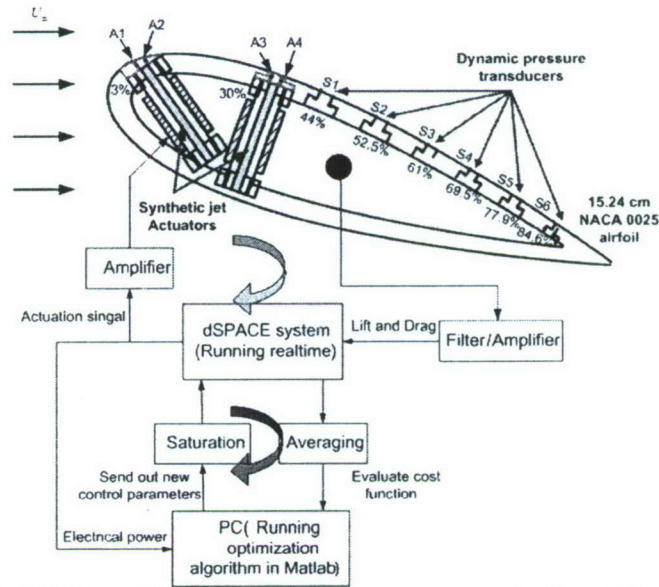 U∞
A1
A2
A3
A4
3%
30%
Dynamic pressure
transducers
S1
S2
S3
S4
S5
S6
44%
52.5%
61%
69.5%
77.9%
84.6%
15.24 cm
NACA 0025
airfoil
Synthetic jet
Actuators
Amplifier
Actuation singal
dSPACE system
(Running realtime)
Lift and Drag
Filter/Amplifier
Saturation
Averaging
Send out new
control parameters
Evaluate cost
function
Electrical power
PC( Running
optimization
algorithm in Matlab)